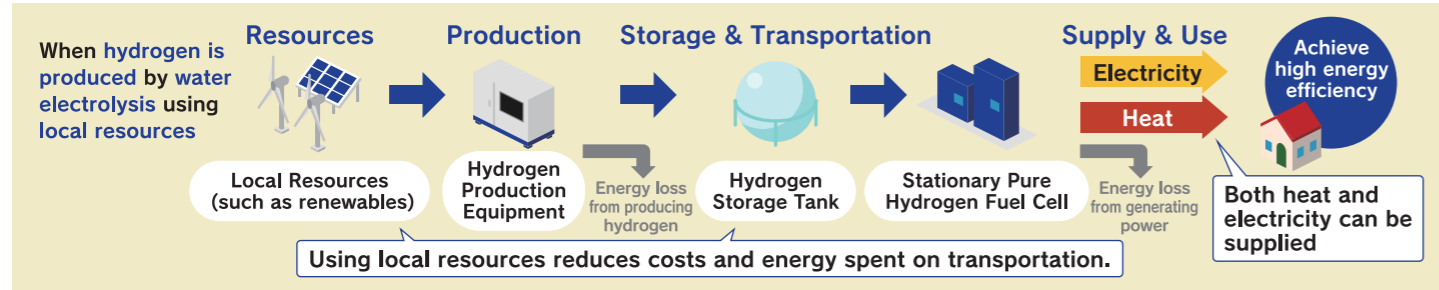 When hydrogen is
produced by water
electrolysis using
local resources
Resources
Production
Storage & Transportation
Supply & Use
Electricity
Heat
Achieve
high energy
efficiency
Local Resources
(such as renewables)
Hydrogen
Production
Equipment
Energy loss
from producing
hydrogen
Hydrogen
Storage Tank
Stationary Pure
Hydrogen Fuel Cell
Energy loss
from generating
power
Both heat and
electricity can be
supplied
Using local resources reduces costs and energy spent on transportation.